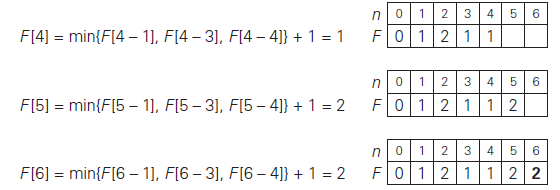 n 0 1 2 3 4 5 6
F[4] = min{F[4 – 1], F[4 – 3], F[4 – 4]} + 1 = 1 F 0 1 2 1 1
n 0 1 2 3 4 5 6
F[5] = min{F[5 – 1], F[5 – 3], F[5 – 4]} + 1 = 2 F 0 1 2 1 1 2
n 0 1 2 3 4 5 6
F[6] = min{F[6 – 1], F[6 – 3], F[6 – 4]} + 1 = 2 F 0 1 2 1 1 2 2